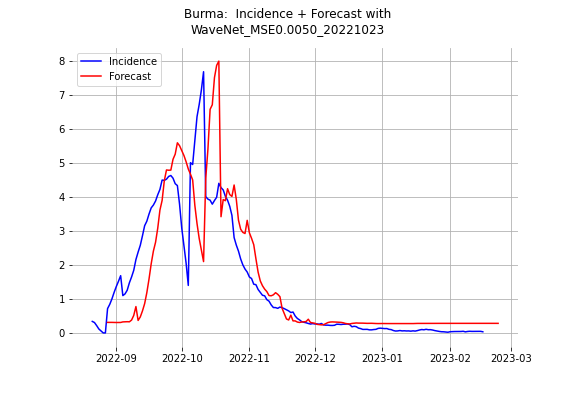 Burma:  Incidence + Forecast with
WaveNet_MSE0.0050_20221023
Incidence
Forecast
8
7
6
5
4
3
2
1
0
2022-09 2022-10 2022-11 2022-12 2023-01 2023-02 2023-03